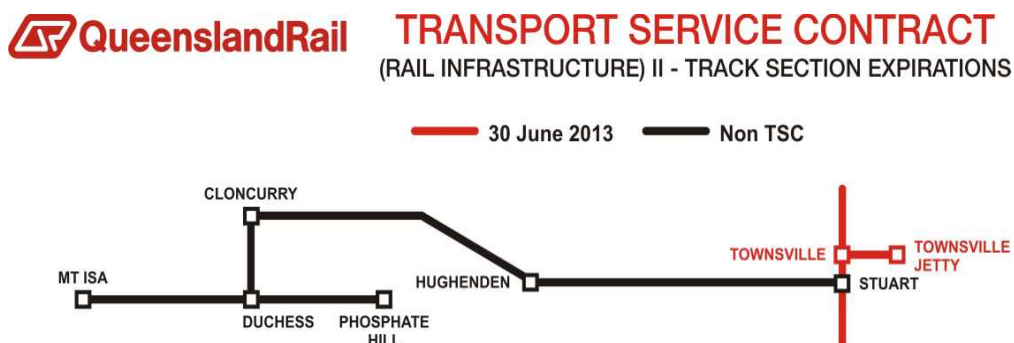 QueenslandRail
TRANSPORT SERVICE CONTRACT
(RAIL INFRASTRUCTURE) II - TRACK SECTION EXPIRATIONS
30 June 2013
Non TSC
CLONCURRY
TOWNSVILLE
TOWNSVILLE
JETTY
MT ISA
HUGHENDEN
STUART
DUCHESS
PHOSPHATE
HILL